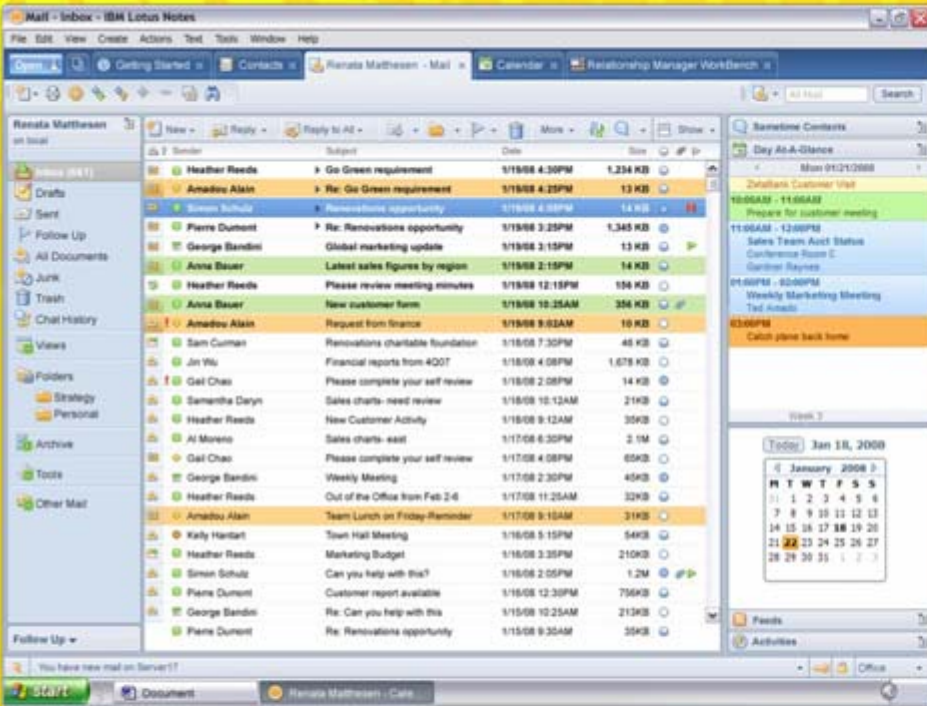 Mail - Inbox - IBM Lotus Notes
File Edit View Create Actions Text Tools Window Help
Open Getting Started Contacts Renata Matthesen - Mail Calendar Relationship Manager WorkBench
All Mail Search
Renata Matthesen
on local
Inbox (661)
Drafts
Sent
Follow Up
All Documents
Junk
Trash
Chat History
Views
Folders
Strategy
Personal
Archive
Tools
Other Mail
Follow Up
New Reply Reply to All More Show
Sender Subject Date Size
Heather Reeds Go Green requirement 1/19/08 4:30PM 1,234 KB
Amadou Alain Re: Go Green requirement 1/19/08 4:25PM 13 KB
Simon Schulz Renovations opportunity 1/19/08 4:08PM 14 KB
Pierre Dumont Re: Renovations opportunity 1/19/08 3:25PM 1,345 KB
George Bandini Global marketing update 1/19/08 3:15PM 13 KB
Anna Bauer Latest sales figures by region 1/19/08 2:15PM 14 KB
Heather Reeds Please review meeting minutes 1/19/08 12:15PM 156 KB
Anna Bauer New customer form 1/19/08 10:25AM 356 KB
Amadou Alain Request from finance 1/19/08 9:02AM 10 KB
Sam Curman Renovations charitable foundation 1/18/08 7:30PM 46 KB
Jin Wu Financial reports from 4Q07 1/18/08 4:08PM 1,678 KB
Gail Chao Please complete your self review 1/18/08 2:08PM 14 KB
Samantha Daryn Sales charts- need review 1/18/08 10:12AM 21KB
Heather Reeds New Customer Activity 1/18/08 9:12AM 35KB
Al Moreno Sales charts- east 1/17/08 6:30PM 2.1M
Gail Chao Please complete your self review 1/17/08 4:08PM 65KB
George Bandini Weekly Meeting 1/17/08 2:30PM 45KB
Heather Reeds Out of the Office from Feb 2-6 1/17/08 11:25AM 32KB
Amadou Alain Team Lunch on Friday-Reminder 1/17/08 9:10AM 31KB
Kelly Hantart Town Hall Meeting 1/16/08 5:15PM 54KB
Heather Reeds Marketing Budget 1/16/08 3:35PM 210KB
Simon Schulz Can you help with this? 1/16/08 2:05PM 1.2M
Pierre Dumont Customer report available 1/16/08 12:30PM 756KB
George Bandini Re: Can you help with this 1/15/08 10:25AM 213KB
Pierre Dumont Re: Renovations opportunity 1/15/08 9:30AM 35KB
Sametime Contacts
Day-At-A-Glance
Mon 01/21/2008
ZetaBank Customer Visit
10:00AM - 11:00AM
Prepare for customer meeting
11:00AM - 12:00PM
Sales Team Acct Status
Conference Room C
Gardner Raynes
01:00PM - 02:00PM
Weekly Marketing Meeting
Ted Amado
03:00PM
Catch plane back home
Week 3
Today Jan 18, 2008
January 2008
M T W T F S S
31 1 2 3 4 5 6
7 8 9 10 11 12 13
14 15 16 17 18 19 20
21 22 23 24 25 26 27
28 29 30 31 1 2 3
Feeds
Activities
You have new mail on Server17
Office
start Document Renata Matthesen - Cale...